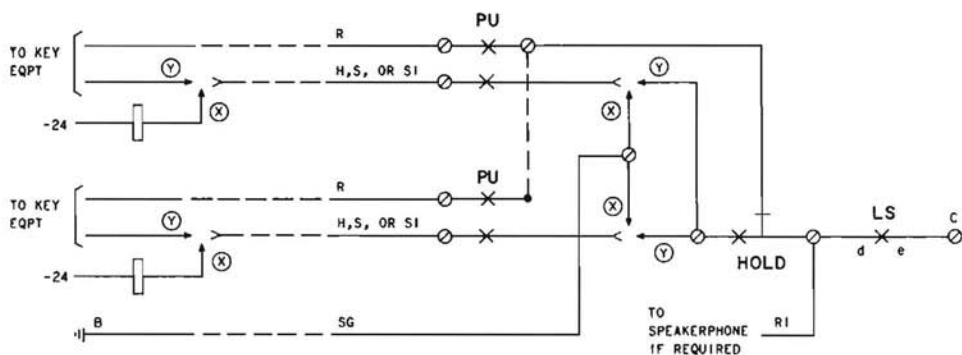 TO KEY
EQPT
R
PU
Y
H,S, OR SI
Y
X
X
-24
TO KEY
EQPT
R
PU
Y
H,S, OR SI
X
Y
X
-24
HOLD
LS
d
e
C
B
SG
TO
SPEAKERPHONE
IF REQUIRED
RI